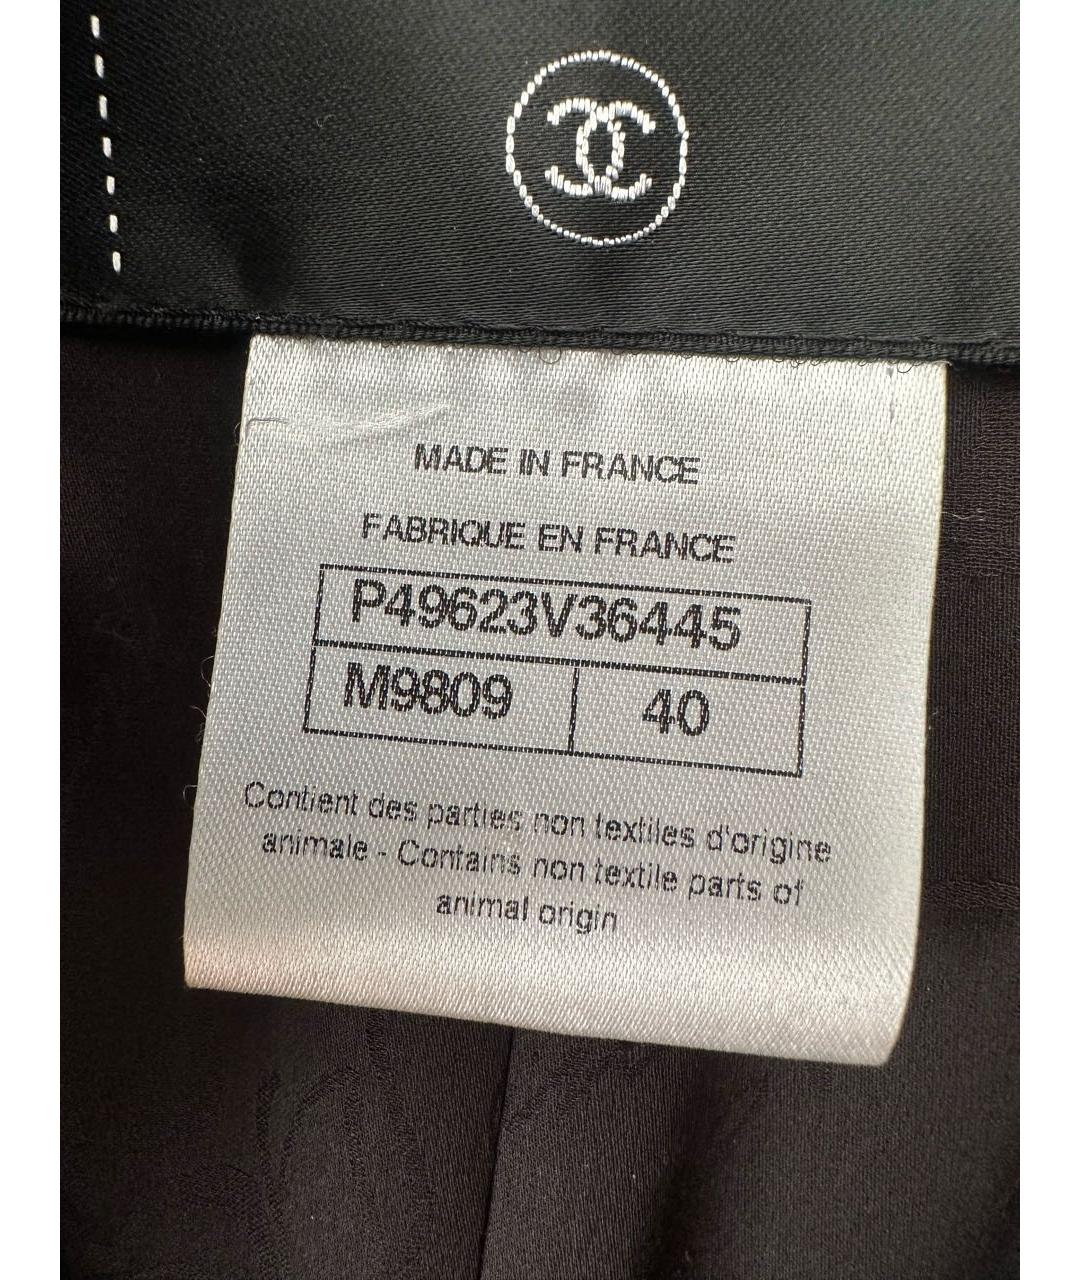 MADE IN FRANCE
FABRIQUE EN FRANCE
P49623V36445
M9809 40
Contient des parties non textiles d'origine
animale - Contains non textile parts of
animal origin